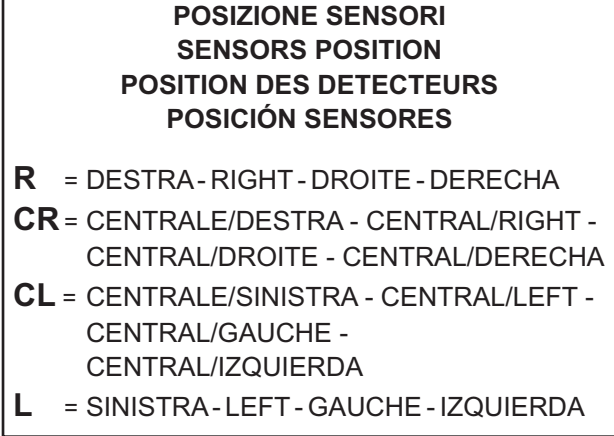 POSIZIONE SENSORI
SENSORS POSITION
POSITION DES DETECTEURS
POSICIÓN SENSORES
R = DESTRA - RIGHT - DROITE - DERECHA
CR = CENTRALE/DESTRA - CENTRAL/RIGHT -
CENTRAL/DROITE - CENTRAL/DERECHA
CL = CENTRALE/SINISTRA - CENTRAL/LEFT -
CENTRAL/GAUCHE -
CENTRAL/IZQUIERDA
L = SINISTRA - LEFT - GAUCHE - IZQUIERDA